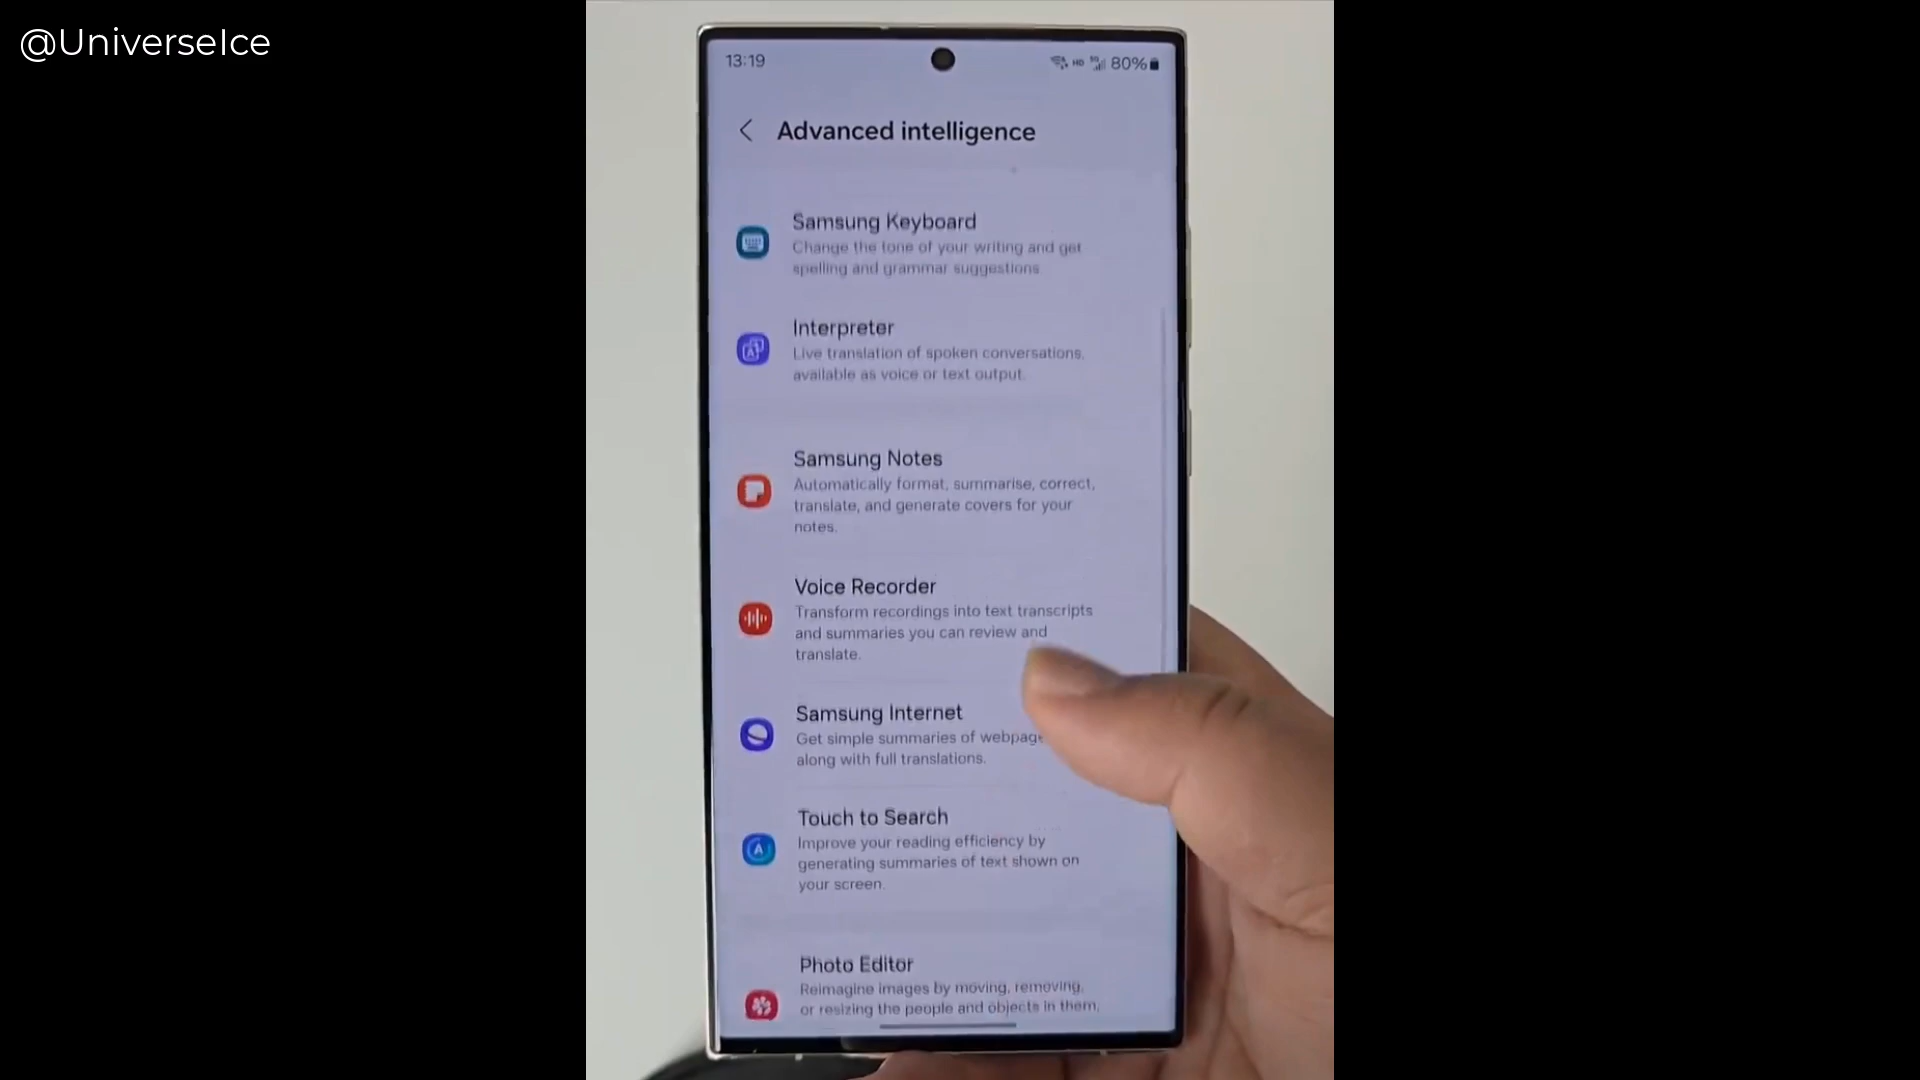 @UniverseIce
13:19
HD
5G
80%
Advanced intelligence
Samsung Keyboard
Change the tone of your writing and get
spelling and grammar suggestions
Interpreter
Live translation of spoken conversations,
available as voice or text output.
Samsung Notes
Automatically format, summarise, correct,
translate, and generate covers for your
notes.
Voice Recorder
Transform recordings into text transcripts
and summaries you can review and
translate.
Samsung Internet
Get simple summaries of webpage
along with full translations.
Touch to Search
Improve your reading efficiency by
generating summaries of text shown on
your screen.
Photo Editor
Reimagine images by moving, removing,
or resizing the people and objects in them,